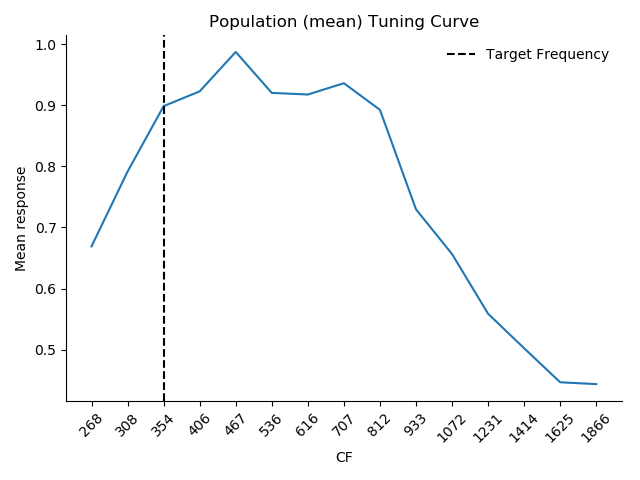 Population (mean) Tuning Curve
Target Frequency
Mean response
1.0
0.9
0.8
0.7
0.6
0.5
268 308 354 406 467 536 616 707 812 933 1072 1231 1414 1625 1866
CF